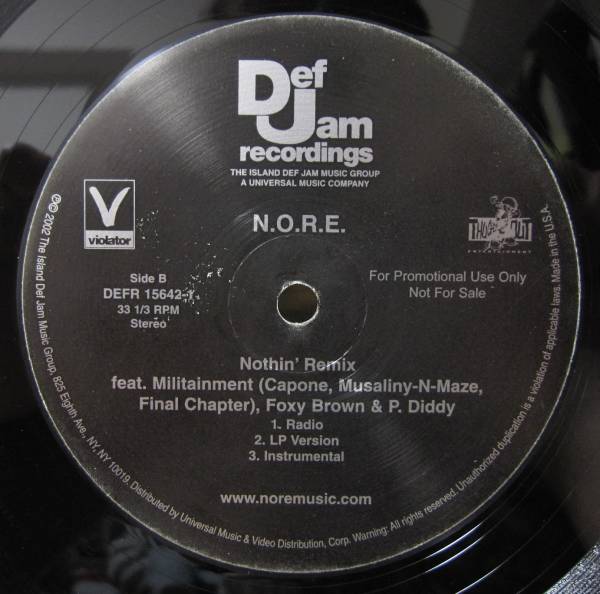 Def
Jam
recordings
THE ISLAND DEF JAM MUSIC GROUP
A UNIVERSAL MUSIC COMPANY
V
violator
N.O.R.E.
THUGGED OUT
ENTERTAINMENT
Side B
DEFR 15642-1
33 1/3 RPM
Stereo
For Promotional Use Only
Not For Sale
Nothin' Remix
feat. Militainment (Capone, Musaliny-N-Maze,
Final Chapter), Foxy Brown & P. Diddy
1. Radio
2. LP Version
3. Instrumental
www.noremusic.com
℗© 2002 The Island Def Jam Music Group, 825 Eighth Ave., NY, NY 10019. Distributed by Universal Music & Video Distribution, Corp. Warning: All rights reserved. Unauthorized duplication is a violation of applicable laws. Made in the U.S.A.